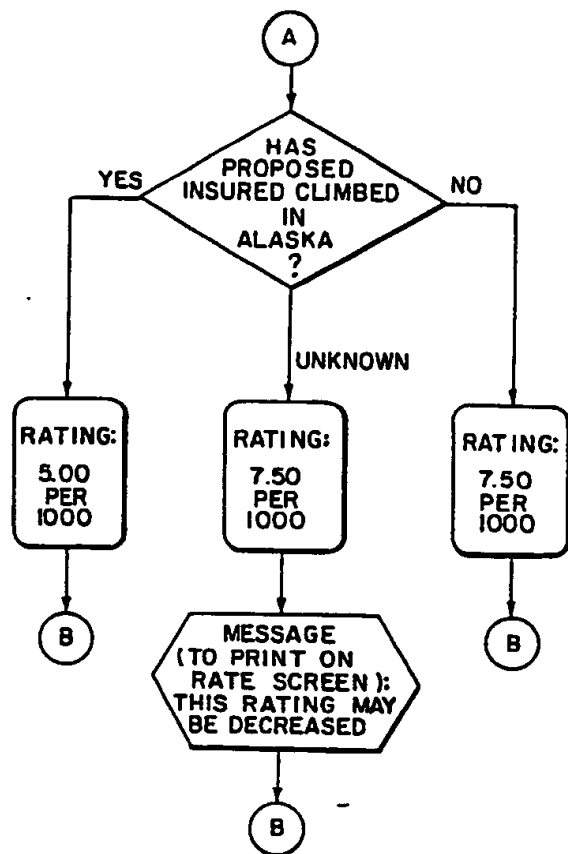 A
HAS
PROPOSED
INSURED CLIMBED
IN
ALASKA
?
YES
NO
UNKNOWN
RATING:
5.00
PER
1000
RATING:
7.50
PER
1000
RATING:
7.50
PER
1000
B
MESSAGE
(TO PRINT ON
RATE SCREEN):
THIS RATING MAY
BE DECREASED
B
B